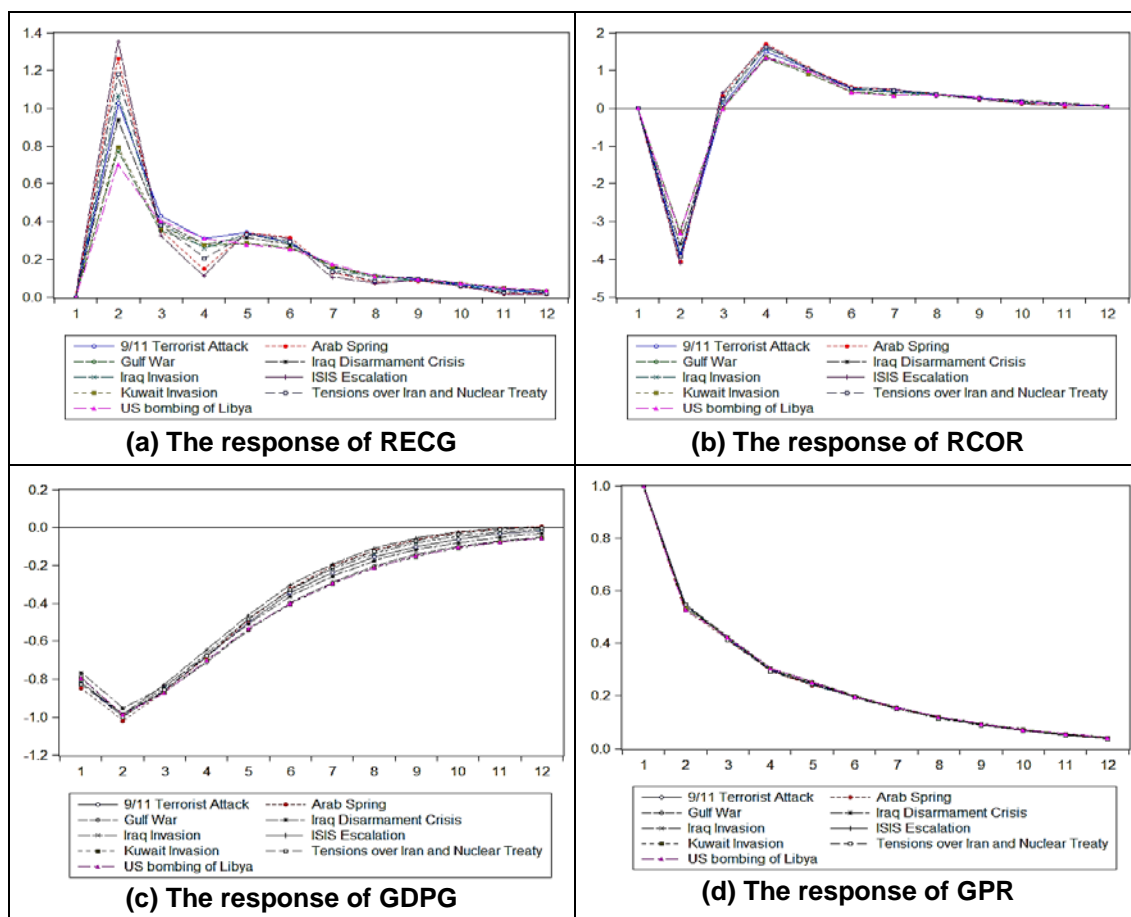 1.4
1.2
1.0
0.8
0.6
0.4
0.2
0.0
1 2 3 4 5 6 7 8 9 10 11 12
9/11 Terrorist Attack Arab Spring
Gulf War Iraq Disarmament Crisis
Iraq Invasion ISIS Escalation
Kuwait Invasion Tensions over Iran and Nuclear Treaty
US bombing of Libya
(a) The response of RECG
2
1
0
-1
-2
-3
-4
-5
1 2 3 4 5 6 7 8 9 10 11 12
9/11 Terrorist Attack Arab Spring
Gulf War Iraq Disarmament Crisis
Iraq Invasion ISIS Escalation
Kuwait Invasion Tensions over Iran and Nuclear Treaty
US bombing of Libya
(b) The response of RCOR
0.2
0.0
-0.2
-0.4
-0.6
-0.8
-1.0
-1.2
1 2 3 4 5 6 7 8 9 10 11 12
9/11 Terrorist Attack Arab Spring
Gulf War Iraq Disarmament Crisis
Iraq Invasion ISIS Escalation
Kuwait Invasion Tensions over Iran and Nuclear Treaty
US bombing of Libya
(c) The response of GDPG
1.0
0.8
0.6
0.4
0.2
0.0
1 2 3 4 5 6 7 8 9 10 11 12
9/11 Terrorist Attack Arab Spring
Gulf War Iraq Disarmament Crisis
Iraq Invasion ISIS Escalation
Kuwait Invasion Tensions over Iran and Nuclear Treaty
US bombing of Libya
(d) The response of GPR